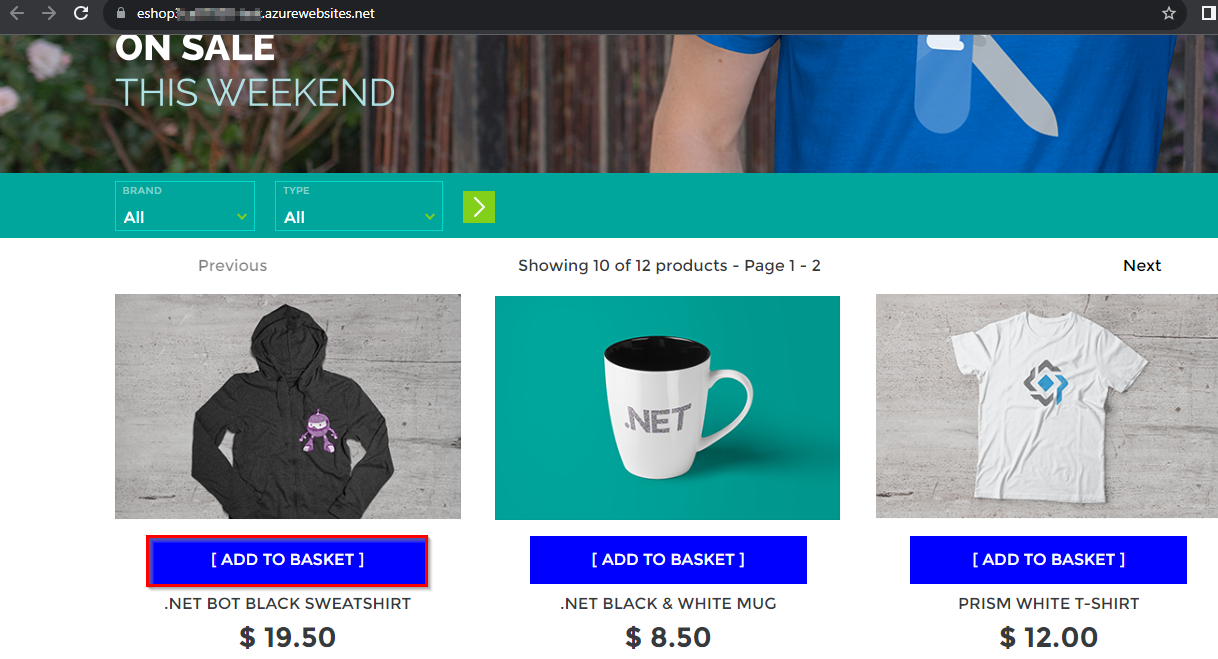 eshop .azurewebsites.net
ON SALE
THIS WEEKEND
BRAND
All
TYPE
All
Previous
Showing 10 of 12 products - Page 1 - 2
Next
.NET
[ ADD TO BASKET ]
[ ADD TO BASKET ]
[ ADD TO BASKET ]
.NET BOT BLACK SWEATSHIRT
.NET BLACK & WHITE MUG
PRISM WHITE T-SHIRT
$ 19.50
$ 8.50
$ 12.00